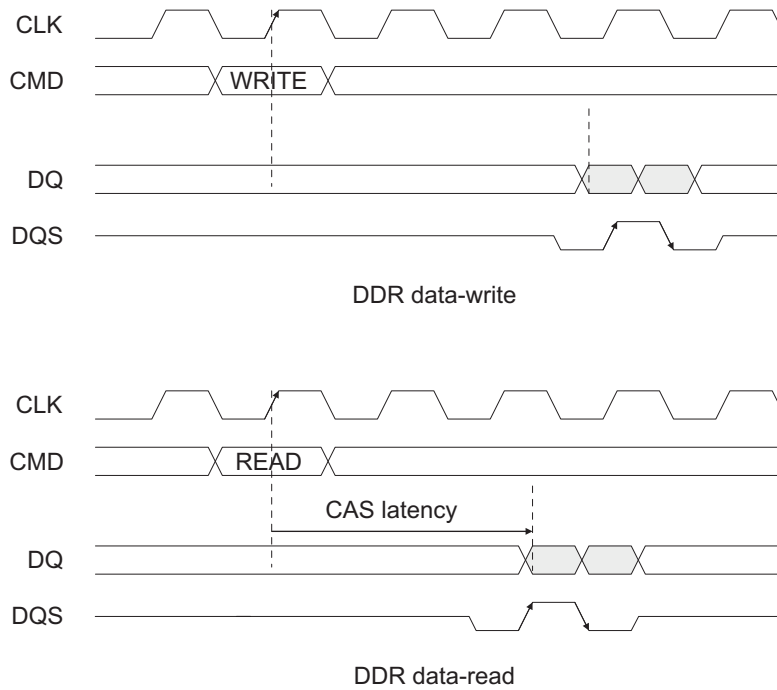 CLK
CMD
WRITE
DQ
DQS
DDR data-write
CLK
CMD
READ
CAS latency
DQ
DQS
DDR data-read